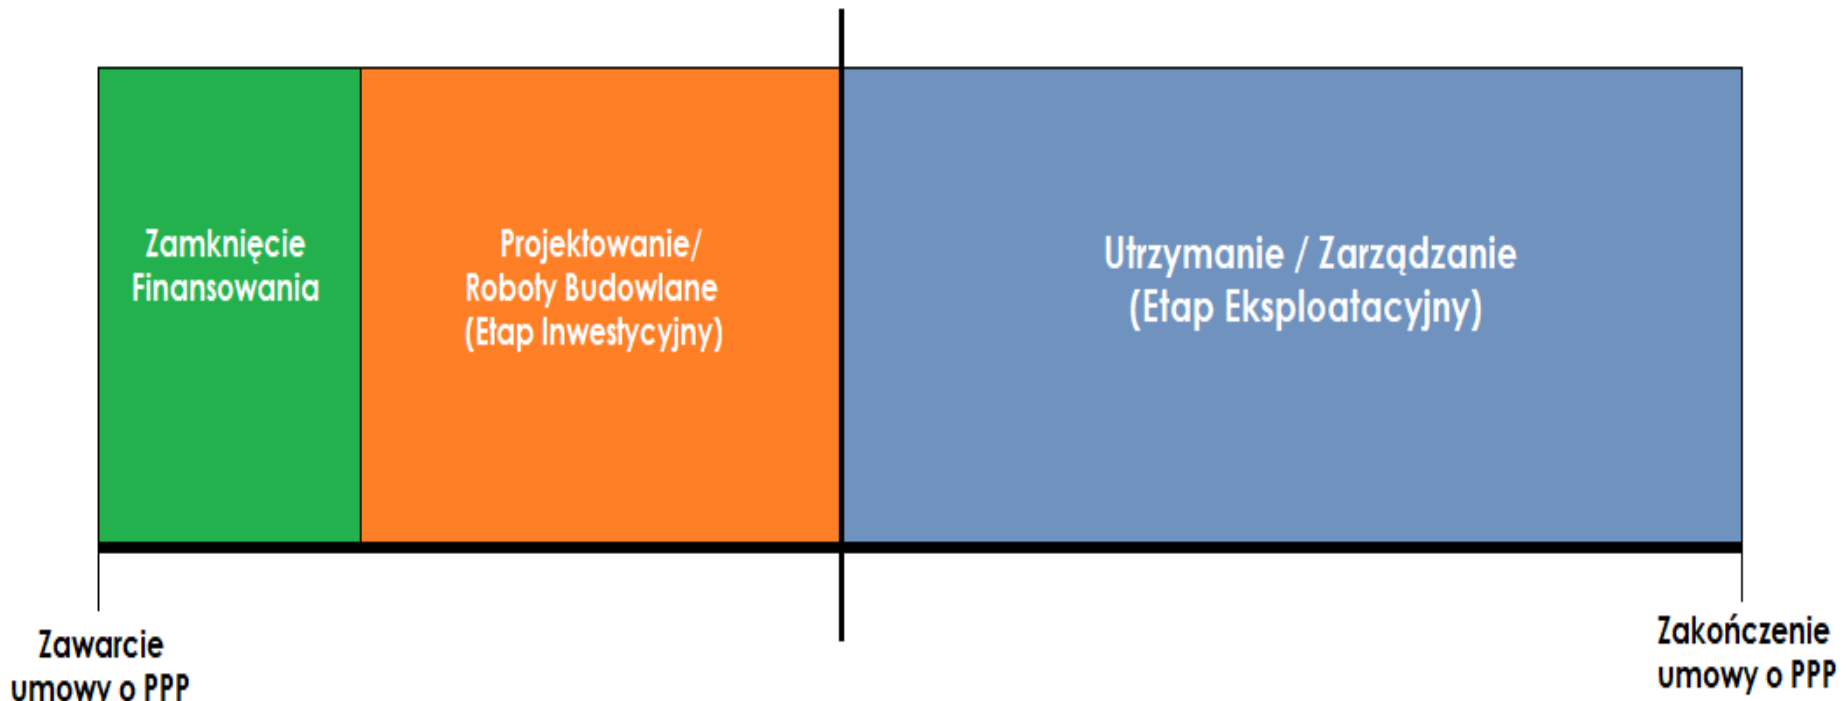 Zamknięcie
Finansowania
Projektowanie/
Roboty Budowlane
(Etap Inwestycyjny)
Utrzymanie / Zarządzanie
(Etap Eksploatacyjny)
Zawarcie
umowy o PPP
Zakończenie
umowy o PPP